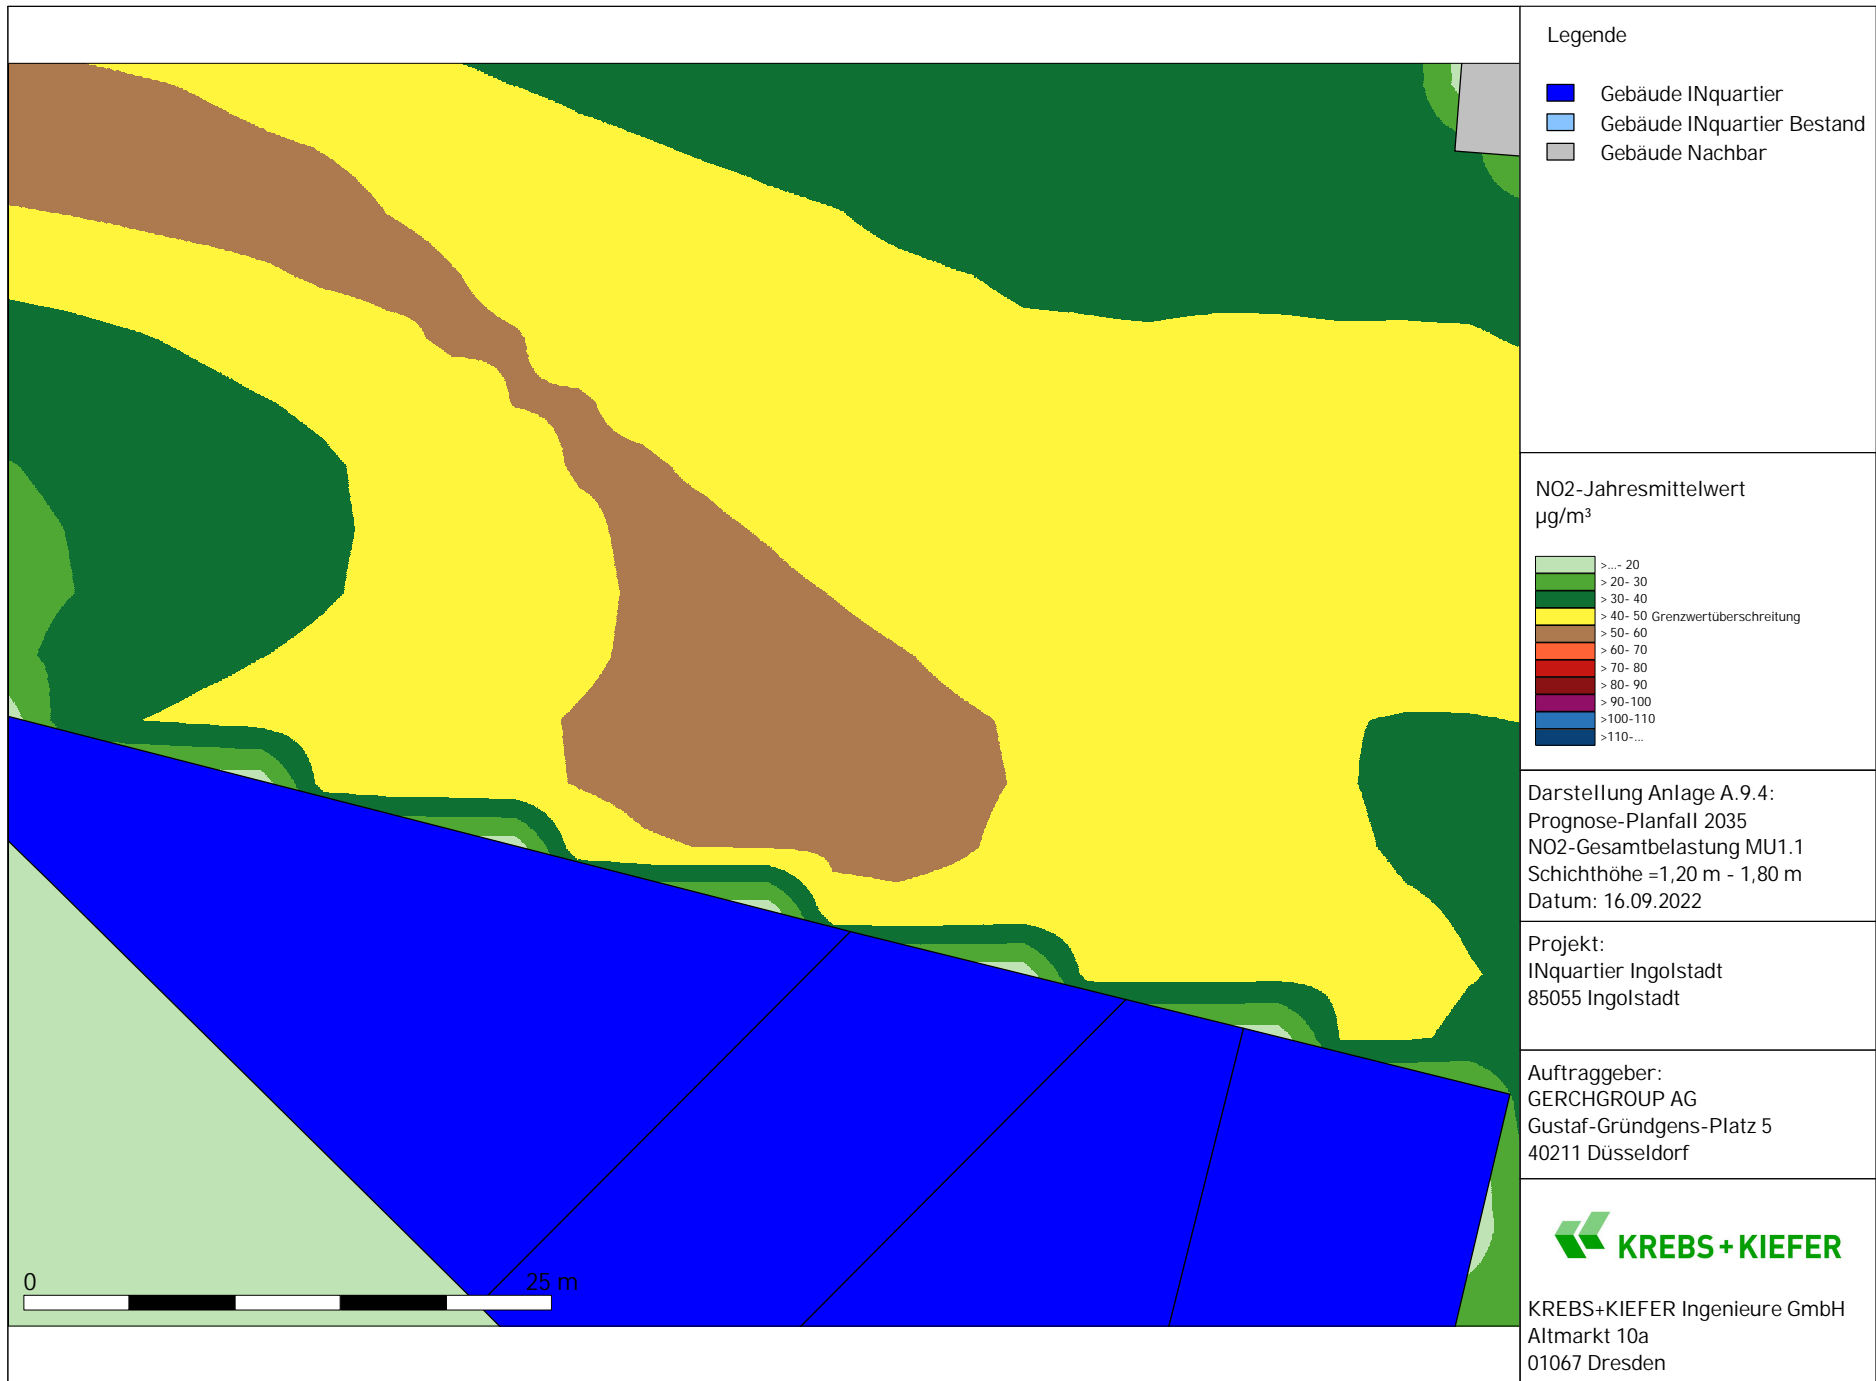 Legende
Gebäude INquartier
Gebäude INquartier Bestand
Gebäude Nachbar
NO2-Jahresmittelwert
µg/m³
>...- 20
> 20- 30
> 30- 40
> 40- 50 Grenzwertüberschreitung
> 50- 60
> 60- 70
> 70- 80
> 80- 90
> 90-100
>100-110
>110-...
Darstellung Anlage A.9.4:
Prognose-Planfall 2035
NO2-Gesamtbelastung MU1.1
Schichthöhe =1,20 m - 1,80 m
Datum: 16.09.2022
Projekt:
INquartier Ingolstadt
85055 Ingolstadt
Auftraggeber:
GERCHGROUP AG
Gustaf-Gründgens-Platz 5
40211 Düsseldorf
KREBS+KIEFER
KREBS+KIEFER Ingenieure GmbH
Altmarkt 10a
01067 Dresden
0 25 m